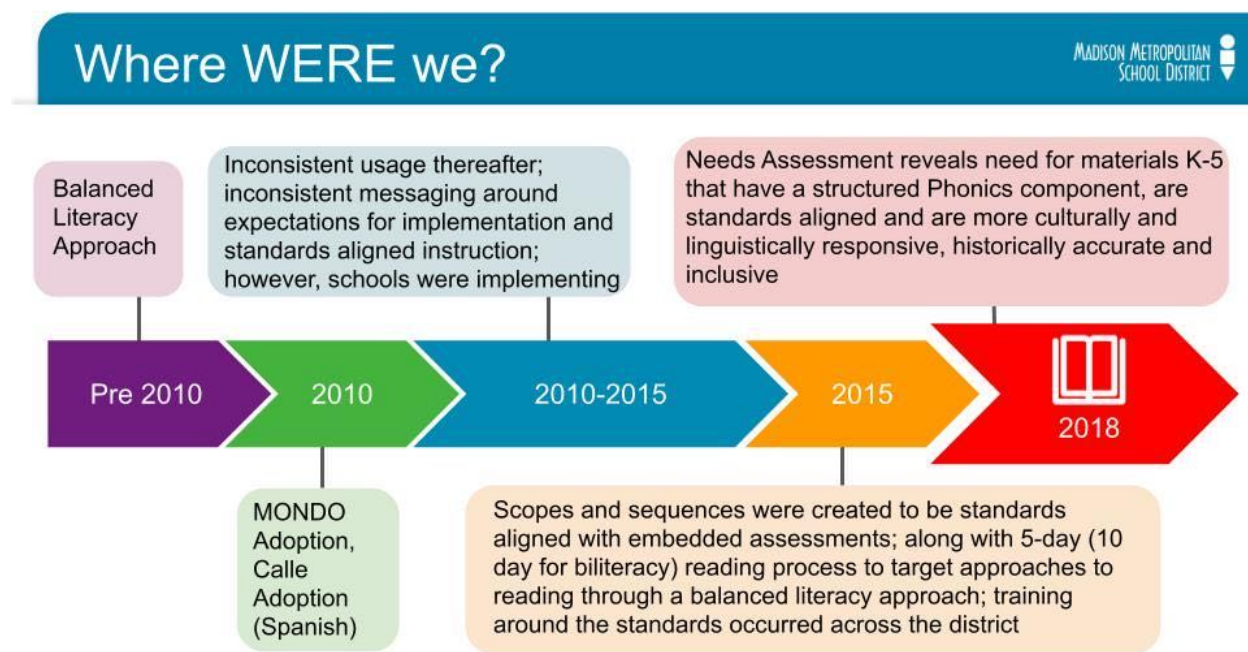 Where WERE we?
MADISON METROPOLITAN
SCHOOL DISTRICT
Balanced
Literacy
Approach
Inconsistent usage thereafter;
inconsistent messaging around
expectations for implementation and
standards aligned instruction;
however, schools were implementing
Needs Assessment reveals need for materials K-5
that have a structured Phonics component, are
standards aligned and are more culturally and
linguistically responsive, historically accurate and
inclusive
Pre 2010
2010
2010-2015
2015
2018
MONDO
Adoption,
Calle
Adoption
(Spanish)
Scopes and sequences were created to be standards
aligned with embedded assessments; along with 5-day (10
day for biliteracy) reading process to target approaches to
reading through a balanced literacy approach; training
around the standards occurred across the district